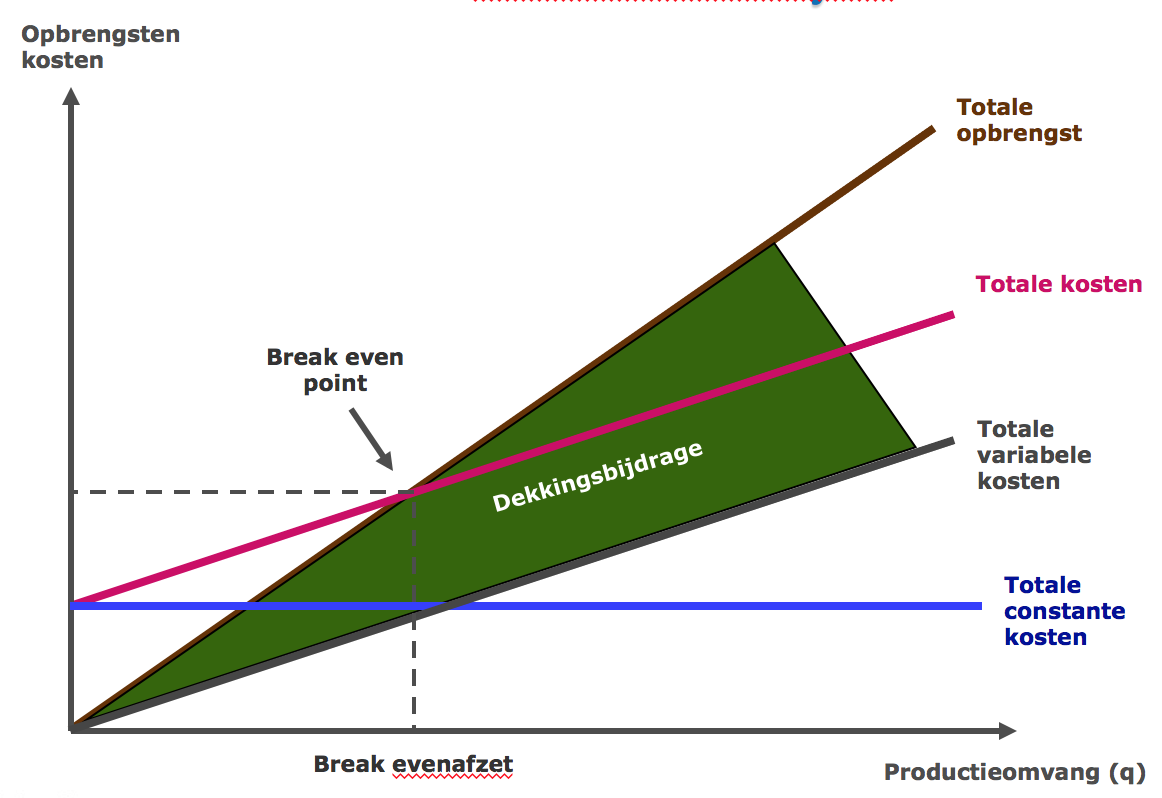 Opbrengsten
kosten
Totale
opbrengst
Totale kosten
Break even
point
Totale
variabele
kosten
Dekkingsbijdrage
Totale
constante
kosten
Break evenafzet
Productieomvang (q)